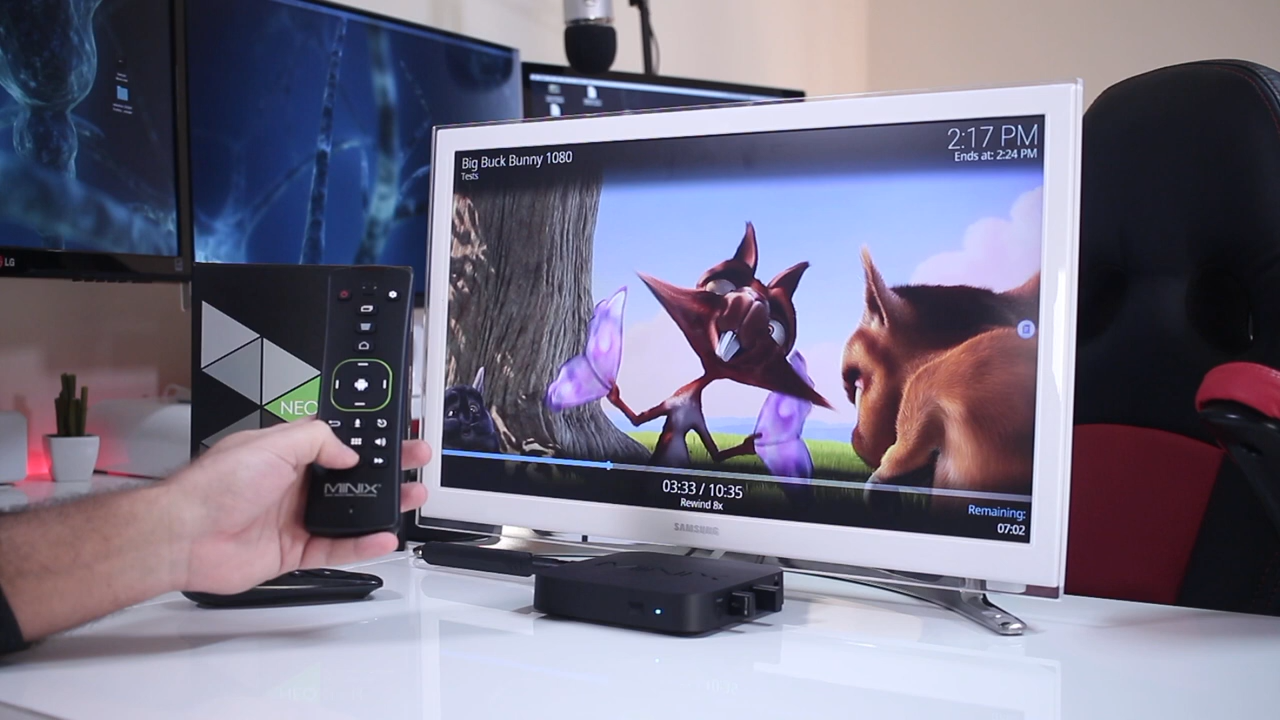 Big Buck Bunny 1080
Tests
2:17 PM
Ends at: 2:24 PM
03:33 / 10:35
Rewind 8x
Remaining:
07:02
SAMSUNG
LG
NEO
MINIX
MINIX